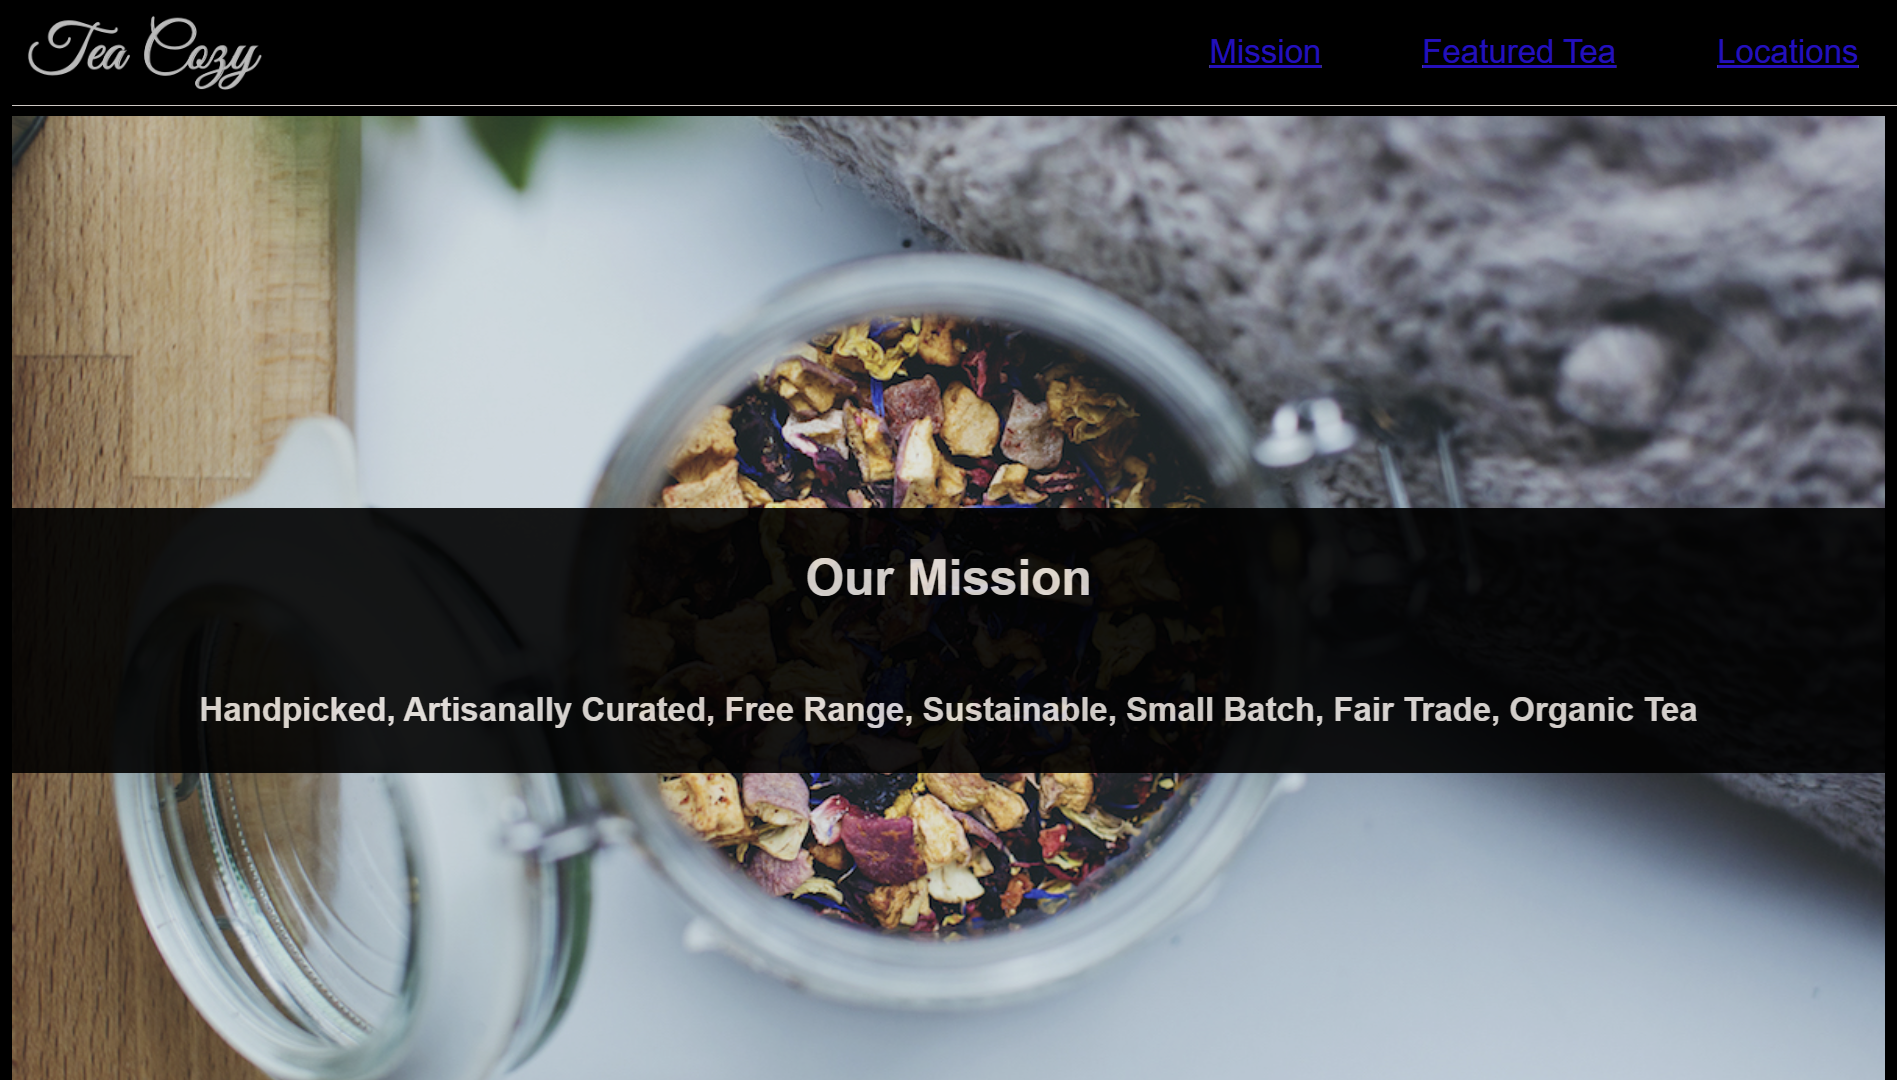 Tea Cozy
Mission
Featured Tea
Locations
Our Mission
Handpicked, Artisanally Curated, Free Range, Sustainable, Small Batch, Fair Trade, Organic Tea